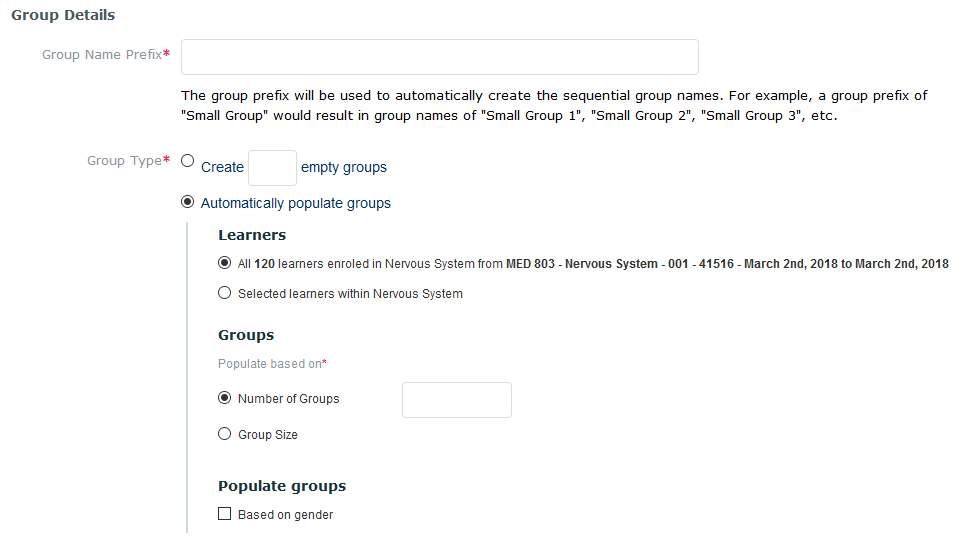 Group Details
Group Name Prefix*
The group prefix will be used to automatically create the sequential group names. For example, a group prefix of
"Small Group" would result in group names of "Small Group 1", "Small Group 2", "Small Group 3", etc.
Group Type*
Create empty groups
Automatically populate groups
Learners
All 120 learners enroled in Nervous System from MED 803 - Nervous System - 001 - 41516 - March 2nd, 2018 to March 2nd, 2018
Selected learners within Nervous System
Groups
Populate based on*
Number of Groups
Group Size
Populate groups
Based on gender